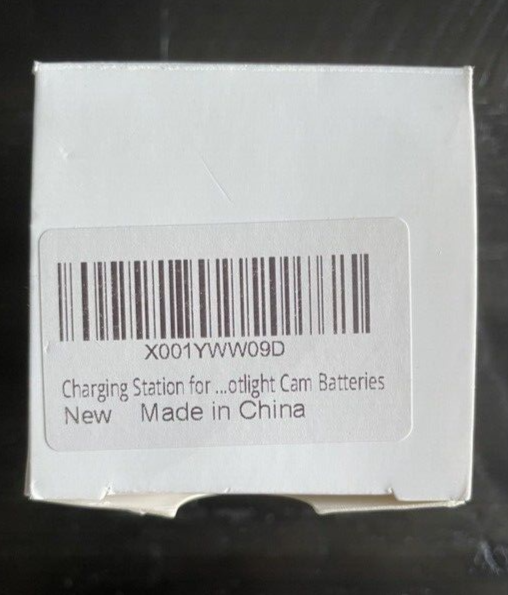 X001YWW09D
Charging Station for ...otlight Cam Batteries
New Made in China